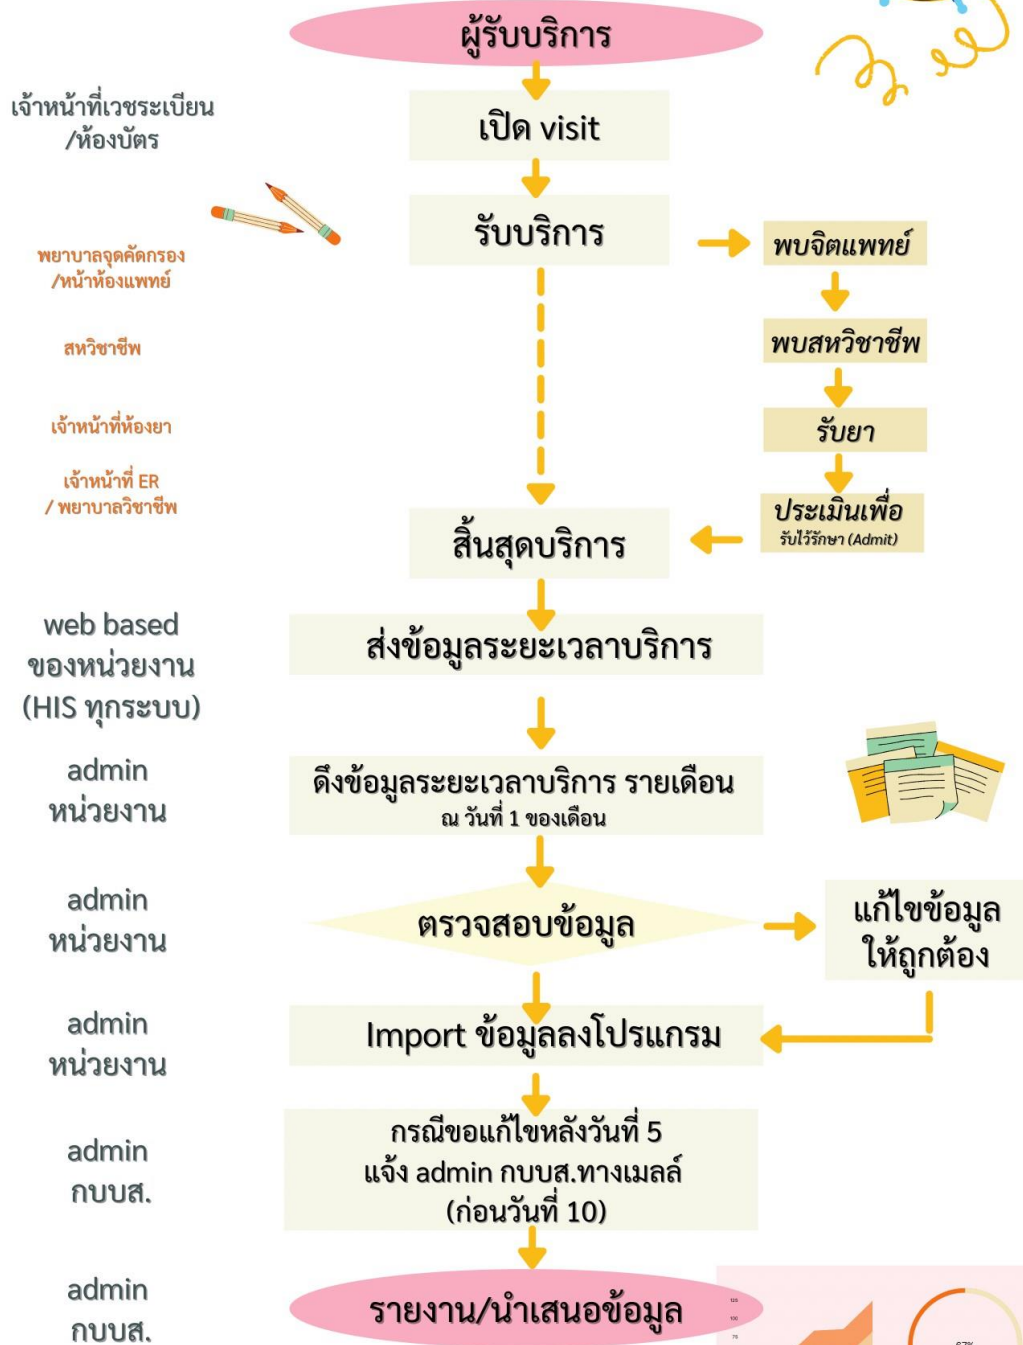 ผู้รับบริการ
เจ้าหน้าที่เวชระเบียน
/ห้องบัตร
เปิด visit
รับบริการ
พยาบาลจุดคัดกรอง
/หน้าห้องแพทย์
พบจิตแพทย์
สหวิชาชีพ
พบสหวิชาชีพ
เจ้าหน้าที่ห้องยา
รับยา
เจ้าหน้าที่ ER
/ พยาบาลวิชาชีพ
ประเมินเพื่อ
รับไว้รักษา (Admit)
สิ้นสุดบริการ
web based
ของหน่วยงาน
(HIS ทุกระบบ)
ส่งข้อมูลระยะเวลาบริการ
admin
หน่วยงาน
ดึงข้อมูลระยะเวลาบริการ รายเดือน
ณ วันที่ 1 ของเดือน
admin
หน่วยงาน
ตรวจสอบข้อมูล
แก้ไขข้อมูล
ให้ถูกต้อง
admin
หน่วยงาน
Import ข้อมูลลงโปรแกรม
admin
กบบส.
กรณีขอแก้ไขหลังวันที่ 5
แจ้ง admin กบบส.ทางเมลล์
(ก่อนวันที่ 10)
admin
กบบส.
รายงาน/นำเสนอข้อมูล
125
100
75